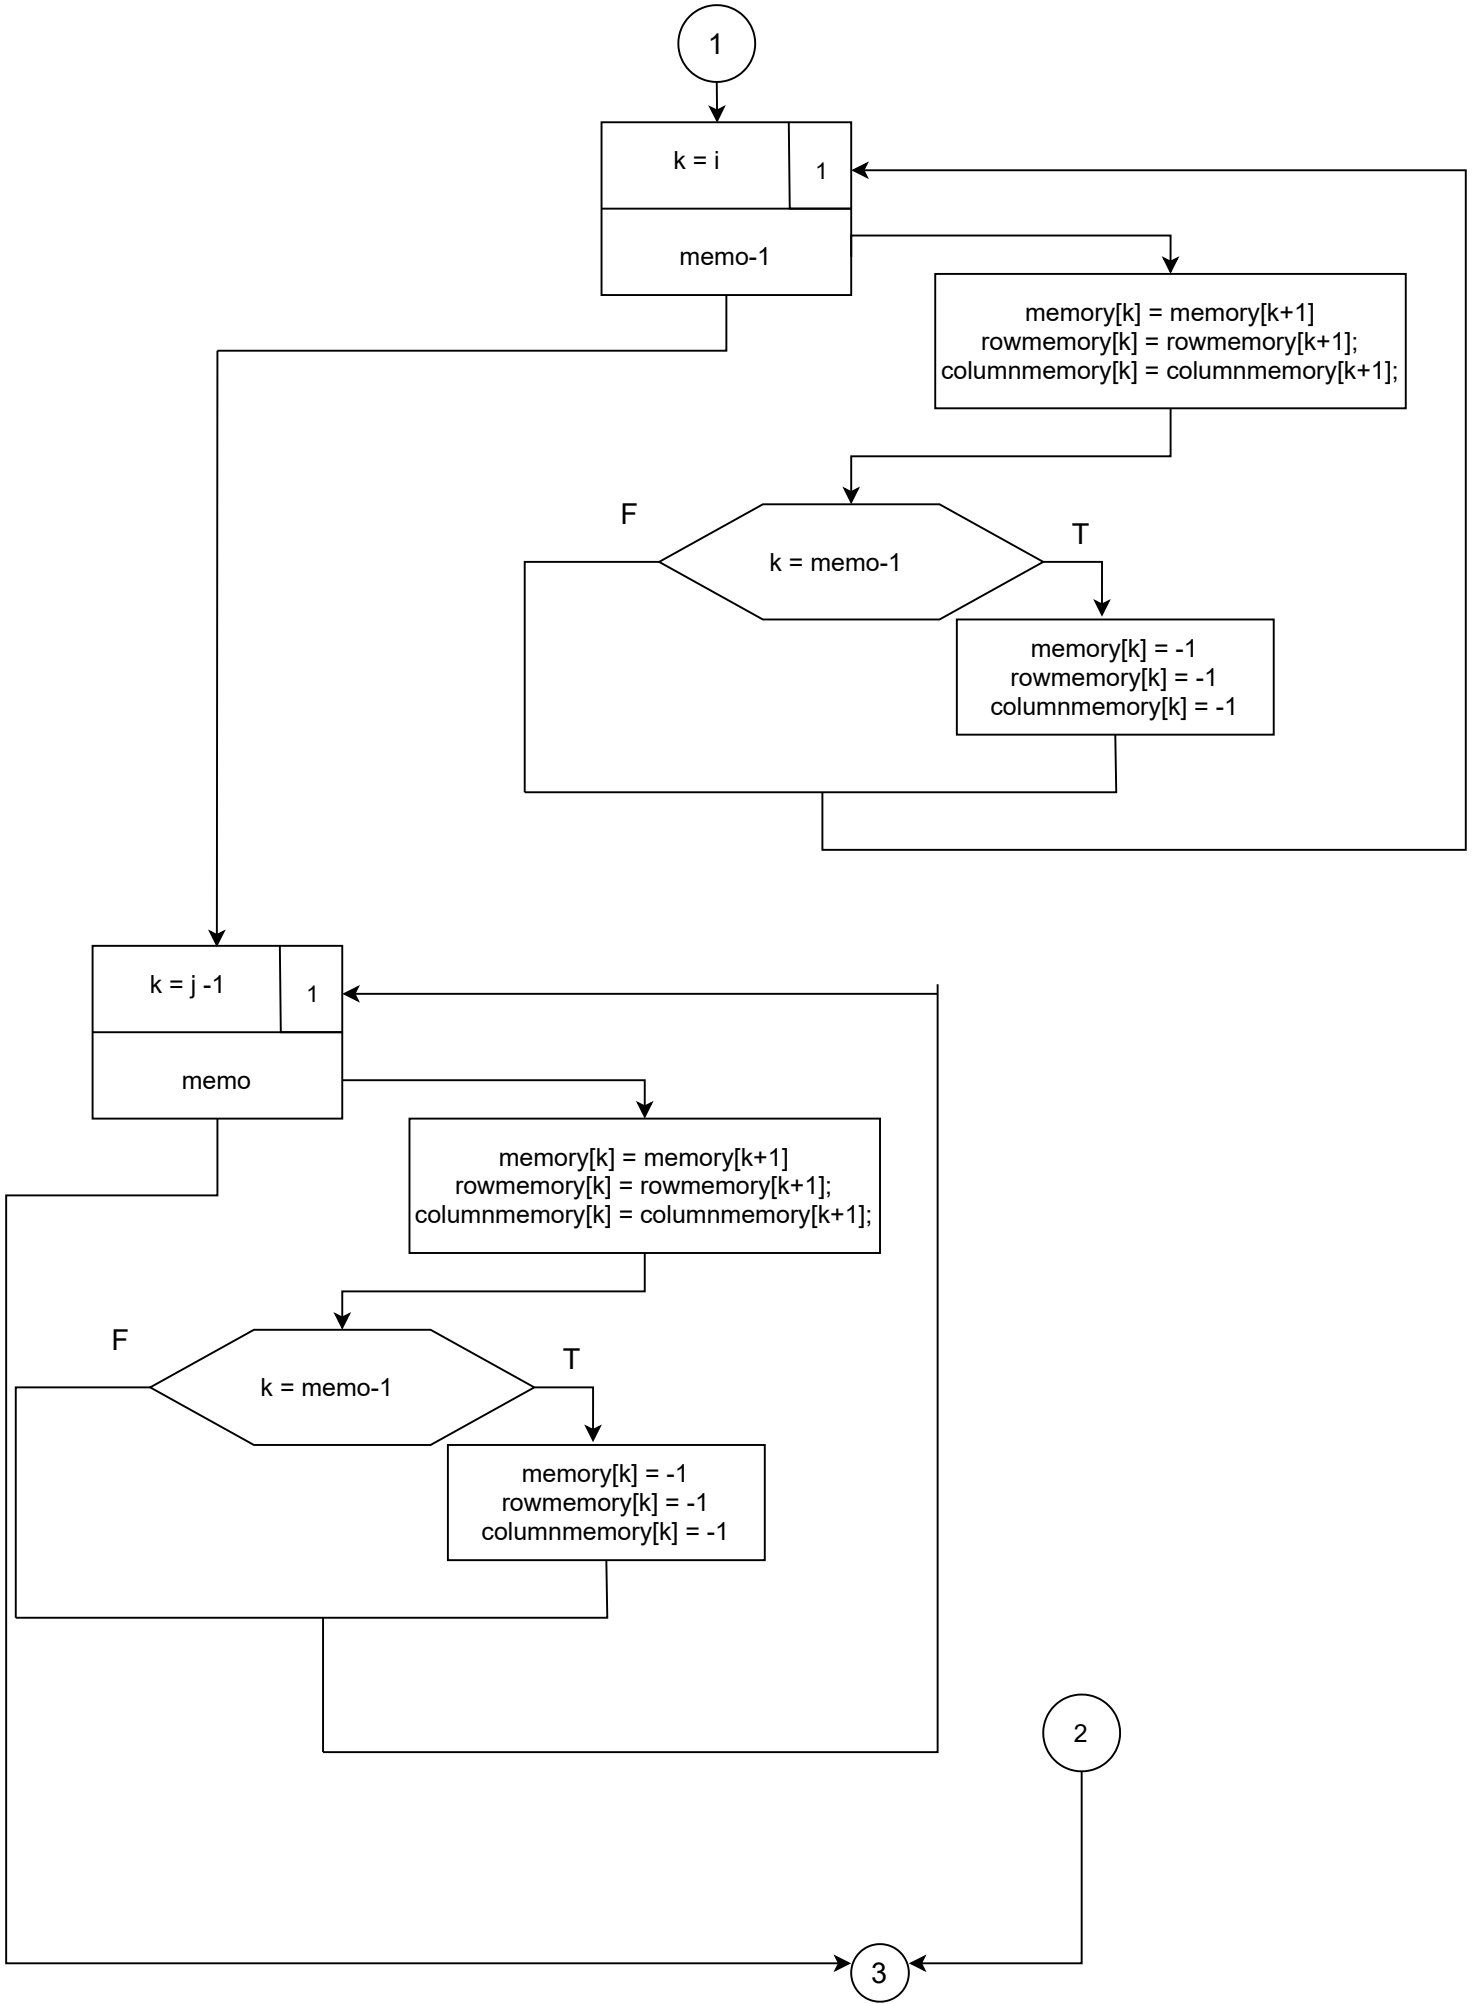 1
k = i
1
memo-1
memory[k] = memory[k+1]
rowmemory[k] = rowmemory[k+1];
columnmemory[k] = columnmemory[k+1];
F
T
k = memo-1
memory[k] = -1
rowmemory[k] = -1
columnmemory[k] = -1
k = j -1
1
memo
memory[k] = memory[k+1]
rowmemory[k] = rowmemory[k+1];
columnmemory[k] = columnmemory[k+1];
F
T
k = memo-1
memory[k] = -1
rowmemory[k] = -1
columnmemory[k] = -1
2
3